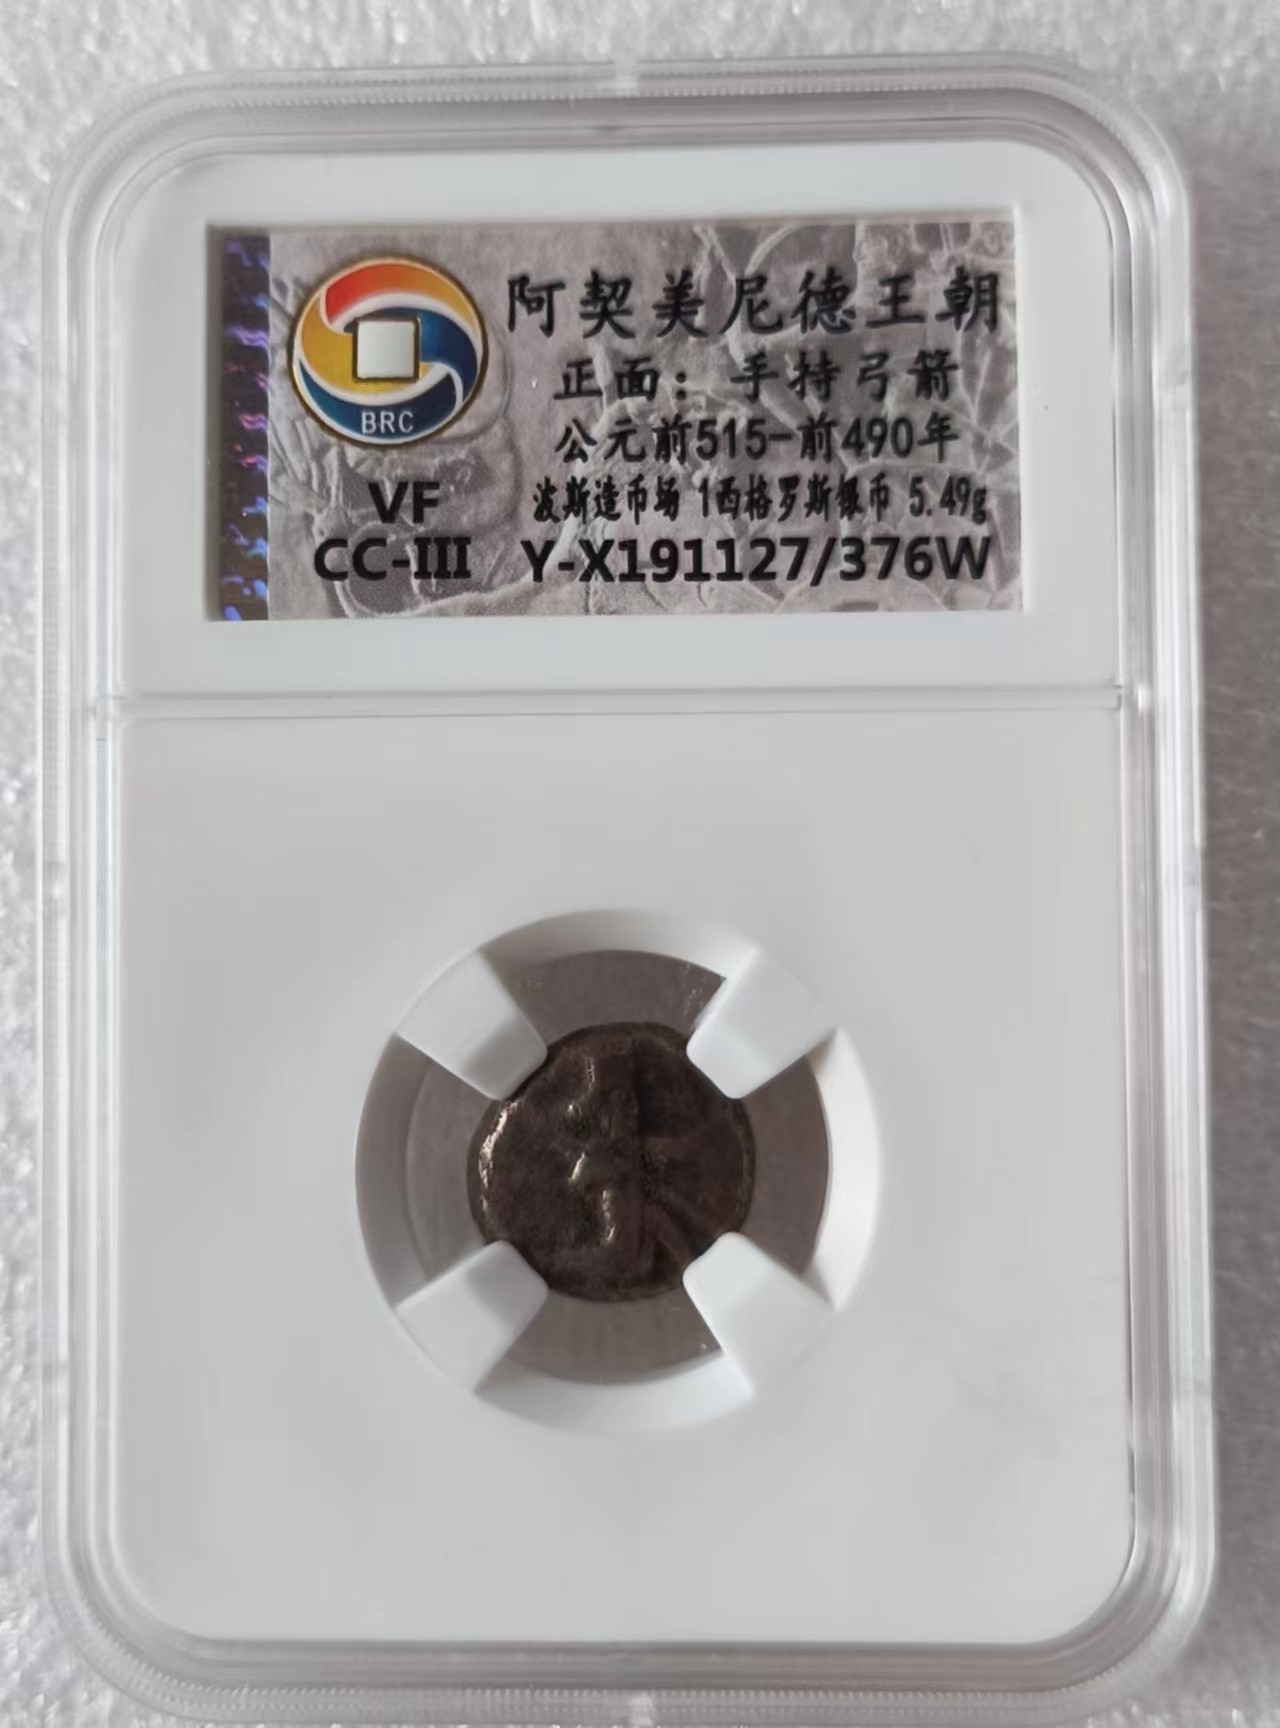 阿契美尼德王朝
正面：手持弓箭
公元前515-前490年
波斯造币场 1西格罗斯银币 5.49g
BRC
VF
CC-III Y-X191127/376W